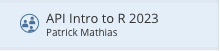 API Intro to R 2023
Patrick Mathias